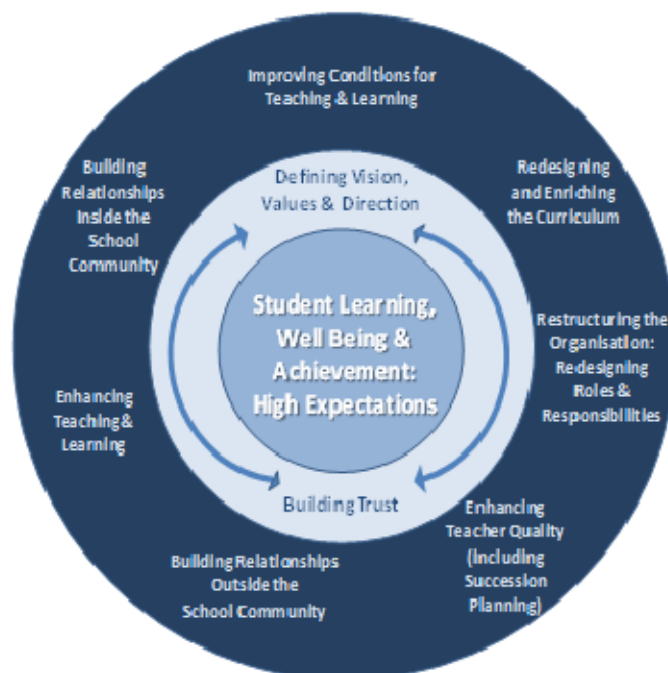 Improving Conditions for
Teaching & Learning
Building
Relationships
Inside the
School
Community
Defining Vision,
Values & Direction
Redesigning
and Enriching
the Curriculum
Student Learning,
Well Being &
Achievement:
High Expectations
Restructuring the
Organisation:
Re-designing
Roles &
Responsibilities
Enhancing
Teaching &
Learning
Building Trust
Enhancing
Teacher Quality
(including
Succession
Planning)
Building Relationships
Outside the
School Community